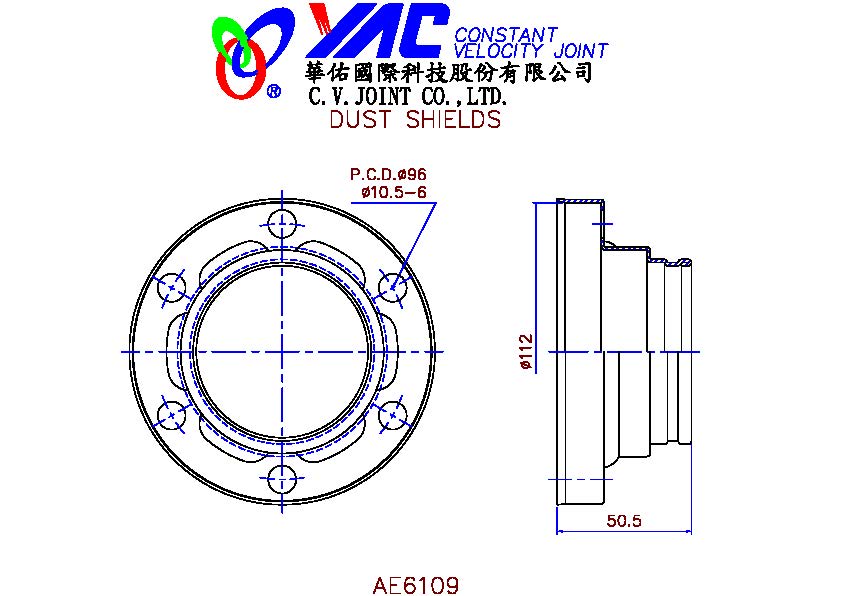 YAC CONSTANT
VELOCITY JOINT
®
華佑國際科技股份有限公司
C.V.JOINT CO.,LTD.
DUST SHIELDS
P.C.D.ø96
ø10.5-6
ø112
50.5
AE6109